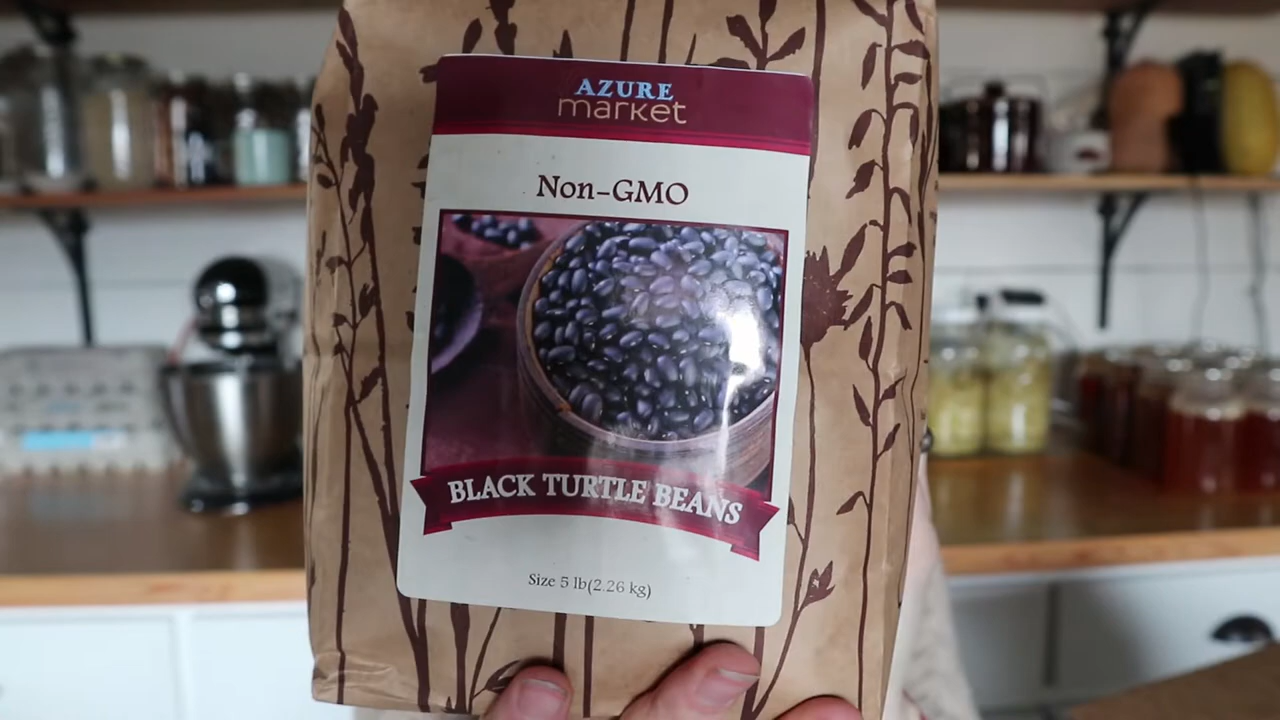 AZURE
market
Non-GMO
BLACK TURTLE BEANS
Size 5 lb(2.26 kg)